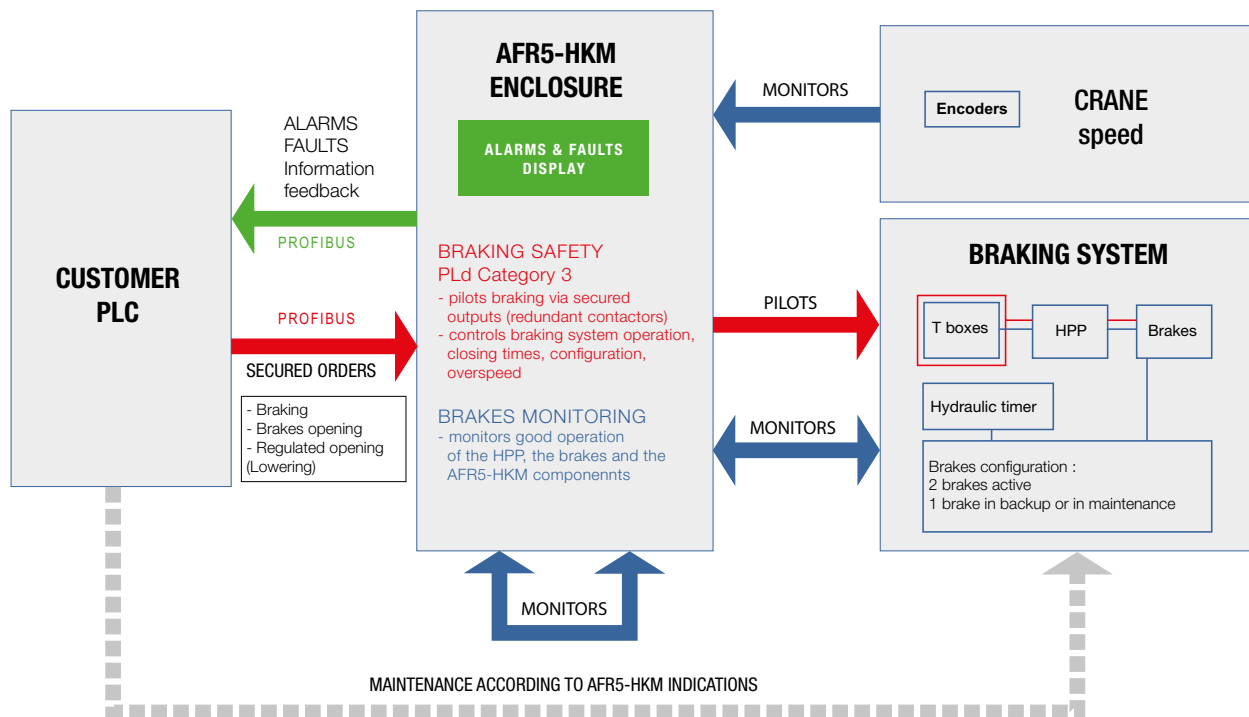 AFR5-HKM
ENCLOSURE
ALARMS & FAULTS
DISPLAY
MONITORS
Encoders
CRANE
speed
ALARMS
FAULTS
Information
feedback
PROFIBUS
CUSTOMER
PLC
PROFIBUS
SECURED ORDERS
- Braking
- Brakes opening
- Regulated opening
(Lowering)
BRAKING SAFETY
PLd Category 3
- pilots braking via secured
outputs (redundant contactors)
- controls braking system operation,
closing times, configuration,
overspeed
BRAKES MONITORING
- monitors good operation
of the HPP, the brakes and the
AFR5-HKM componennts
PILOTS
MONITORS
BRAKING SYSTEM
T boxes
HPP
Brakes
Hydraulic timer
Brakes configuration :
2 brakes active
1 brake in backup or in maintenance
MONITORS
MAINTENANCE ACCORDING TO AFR5-HKM INDICATIONS